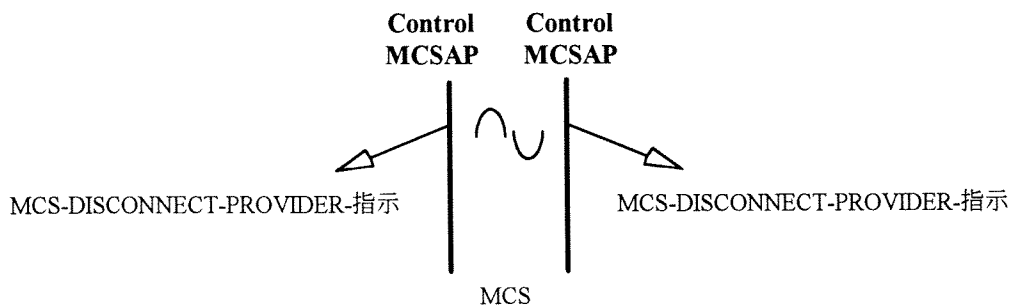 Control MCSAP
Control MCSAP
MCS-DISCONNECT-PROVIDER-指示
MCS-DISCONNECT-PROVIDER-指示
MCS